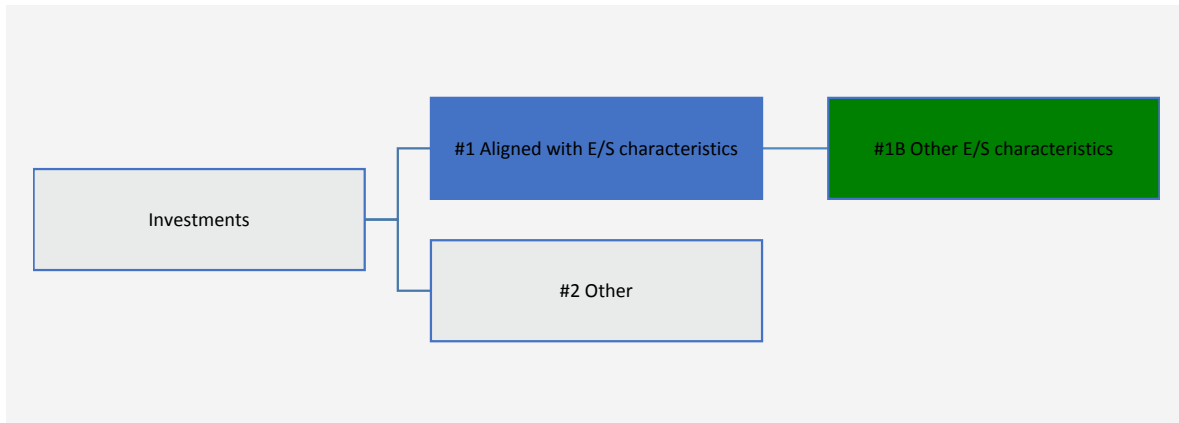 Investments
#1 Aligned with E/S characteristics
#1B Other E/S characteristics
#2 Other